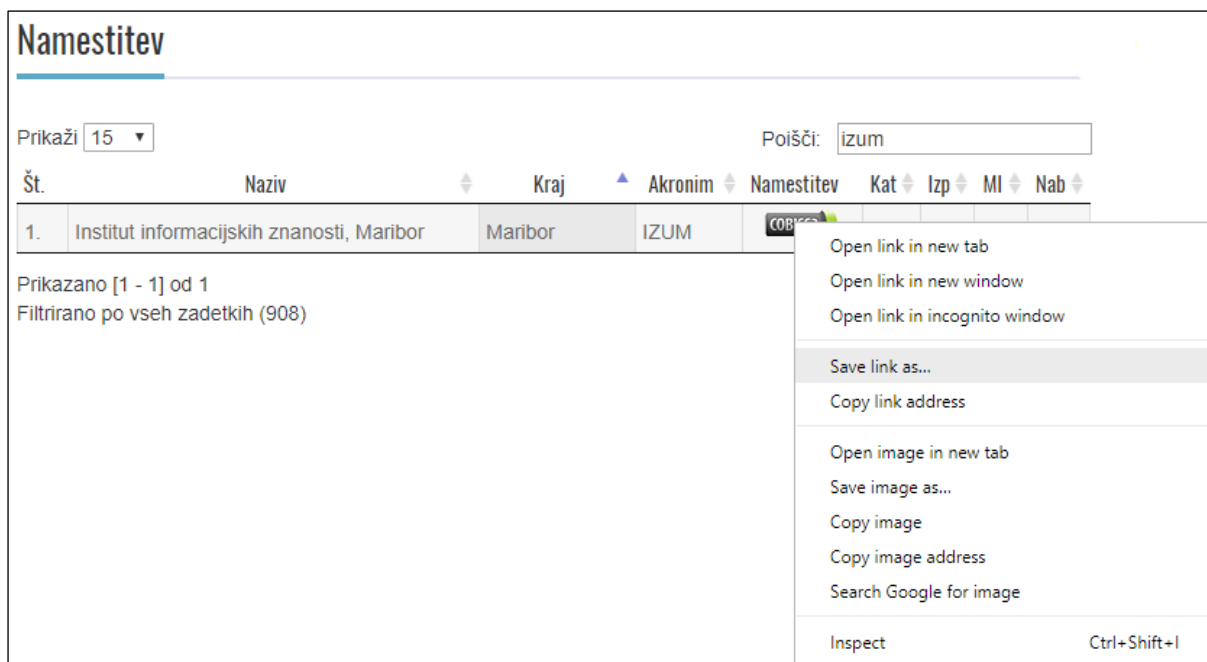 Namestitev
Prikaži 15
Poišči: izum
Št. Naziv Kraj Akronim Namestitev Kat Izp MI Nab
1. Institut informacijskih znanosti, Maribor Maribor IZUM
Prikazano [1 - 1] od 1
Filtrirano po vseh zadetkih (908)
Open link in new tab
Open link in new window
Open link in incognito window
Save link as...
Copy link address
Open image in new tab
Save image as...
Copy image
Copy image address
Search Google for image
Inspect Ctrl+Shift+I